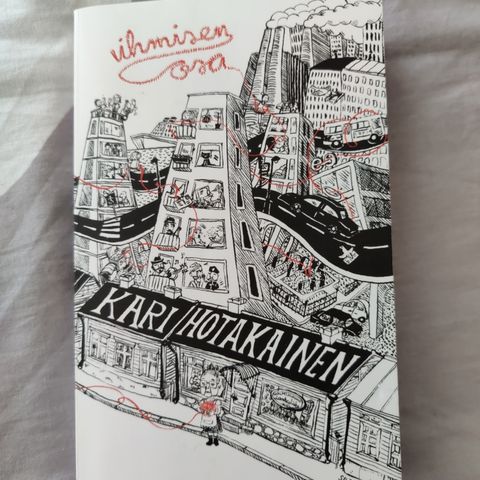 ihmisen
osa
KARI HOTAKAINEN